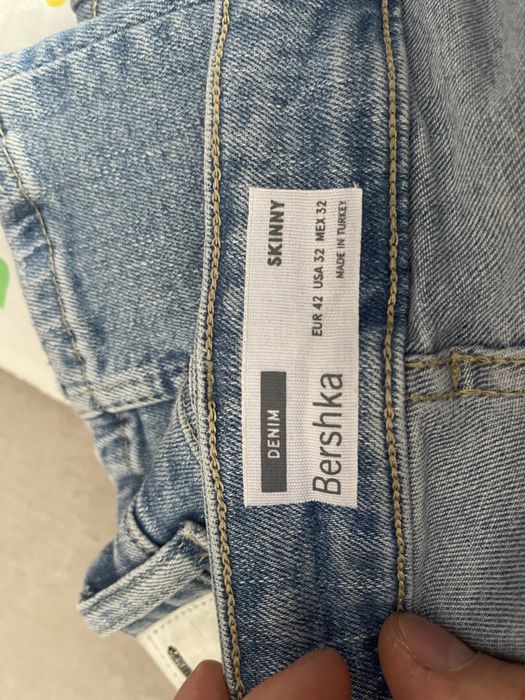 DENIM SKINNY
Bershka
EUR 42 USA 32 MEX 32
MADE IN TURKEY